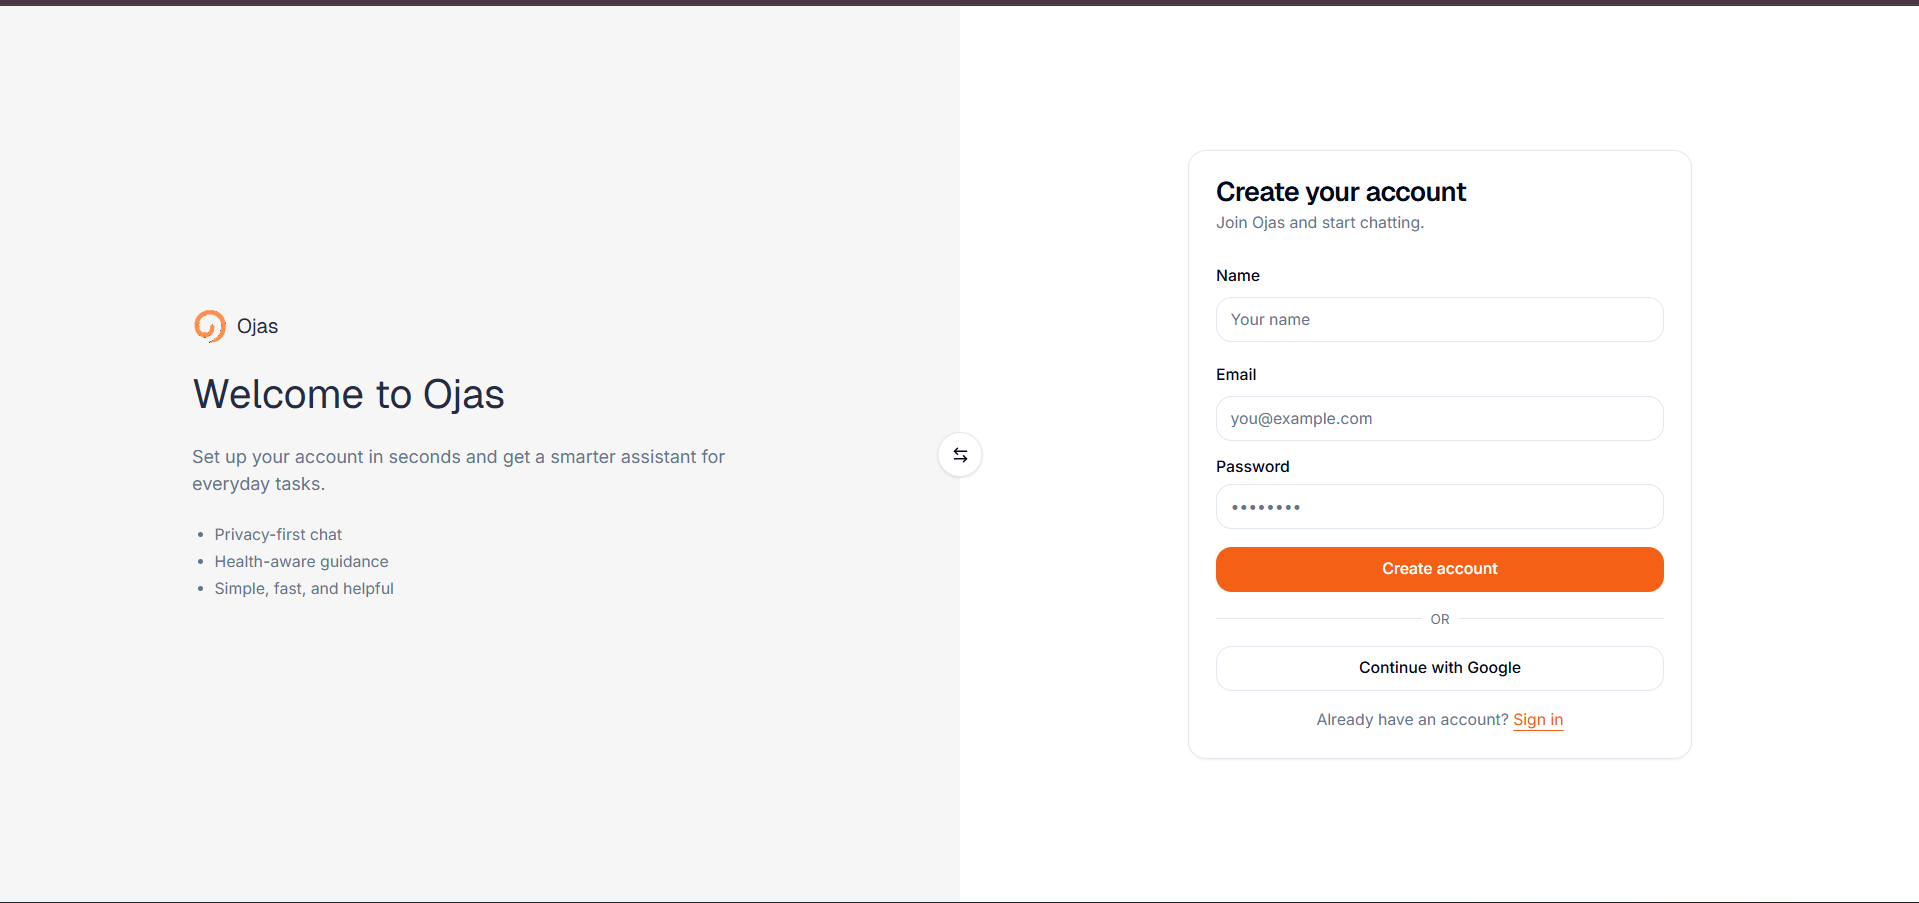 Ojas
Welcome to Ojas
Set up your account in seconds and get a smarter assistant for
everyday tasks.
• Privacy-first chat
• Health-aware guidance
• Simple, fast, and helpful
Create your account
Join Ojas and start chatting.
Name
Your name
Email
you@example.com
Password
••••••••
Create account
OR
Continue with Google
Already have an account? Sign in